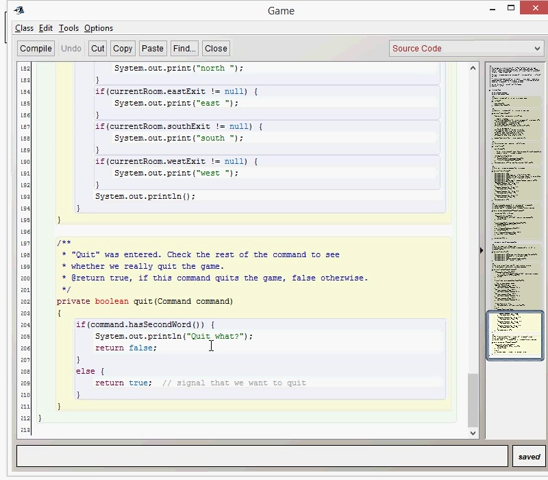 Game
Class Edit Tools Options
Compile Undo Cut Copy Paste Find... Close Source Code
182 System.out.print("north ");
183 }
184 if(currentRoom.eastExit != null) {
185 System.out.print("east ");
186 }
187 if(currentRoom.southExit != null) {
188 System.out.print("south ");
189 }
190 if(currentRoom.westExit != null) {
191 System.out.print("west ");
192 }
193 System.out.println();
194 }
195 }
196
197 /**
198 * "Quit" was entered. Check the rest of the command to see
199 * whether we really quit the game.
200 * @return true, if this command quits the game, false otherwise.
201 */
202 private boolean quit(Command command)
203 {
204 if(command.hasSecondWord()) {
205 System.out.println("Quit what?");
206 return false;
207 }
208 else {
209 return true; // signal that we want to quit
210 }
211 }
212 }
213
saved